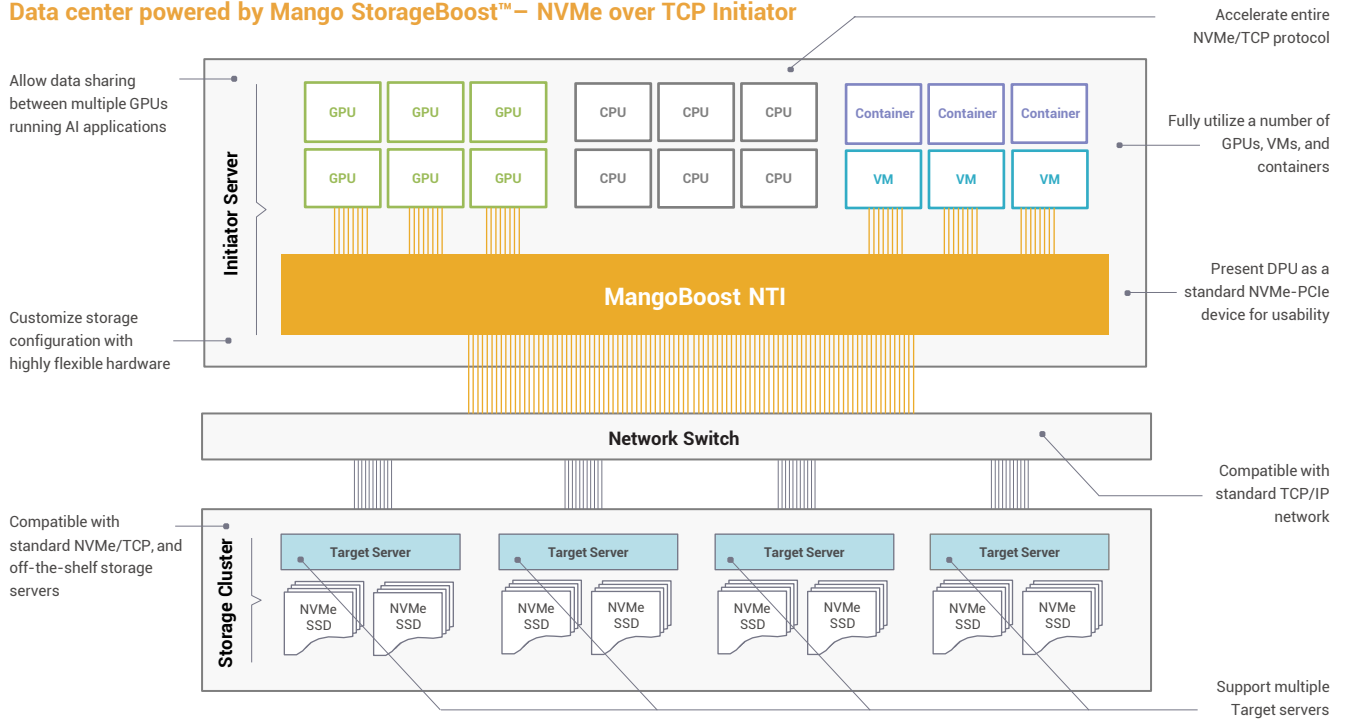 Data center powered by Mango StorageBoost™– NVMe over TCP Initiator
Accelerate entire
NVMe/TCP protocol
Allow data sharing
between multiple GPUs
running AI applications
Initiator Server
GPU GPU GPU CPU CPU CPU Container Container Container
GPU GPU GPU CPU CPU CPU VM VM VM
Fully utilize a number of
GPUs, VMs, and
containers
MangoBoost NTI
Present DPU as a
standard NVMe-PCIe
device for usability
Customize storage
configuration with
highly flexible hardware
Network Switch
Compatible with
standard TCP/IP
network
Compatible with
standard NVMe/TCP, and
off-the-shelf storage
servers
Storage Cluster
Target Server Target Server Target Server Target Server
NVMe NVMe NVMe NVMe NVMe NVMe NVMe NVMe
SSD SSD SSD SSD SSD SSD SSD SSD
Support multiple
Target servers